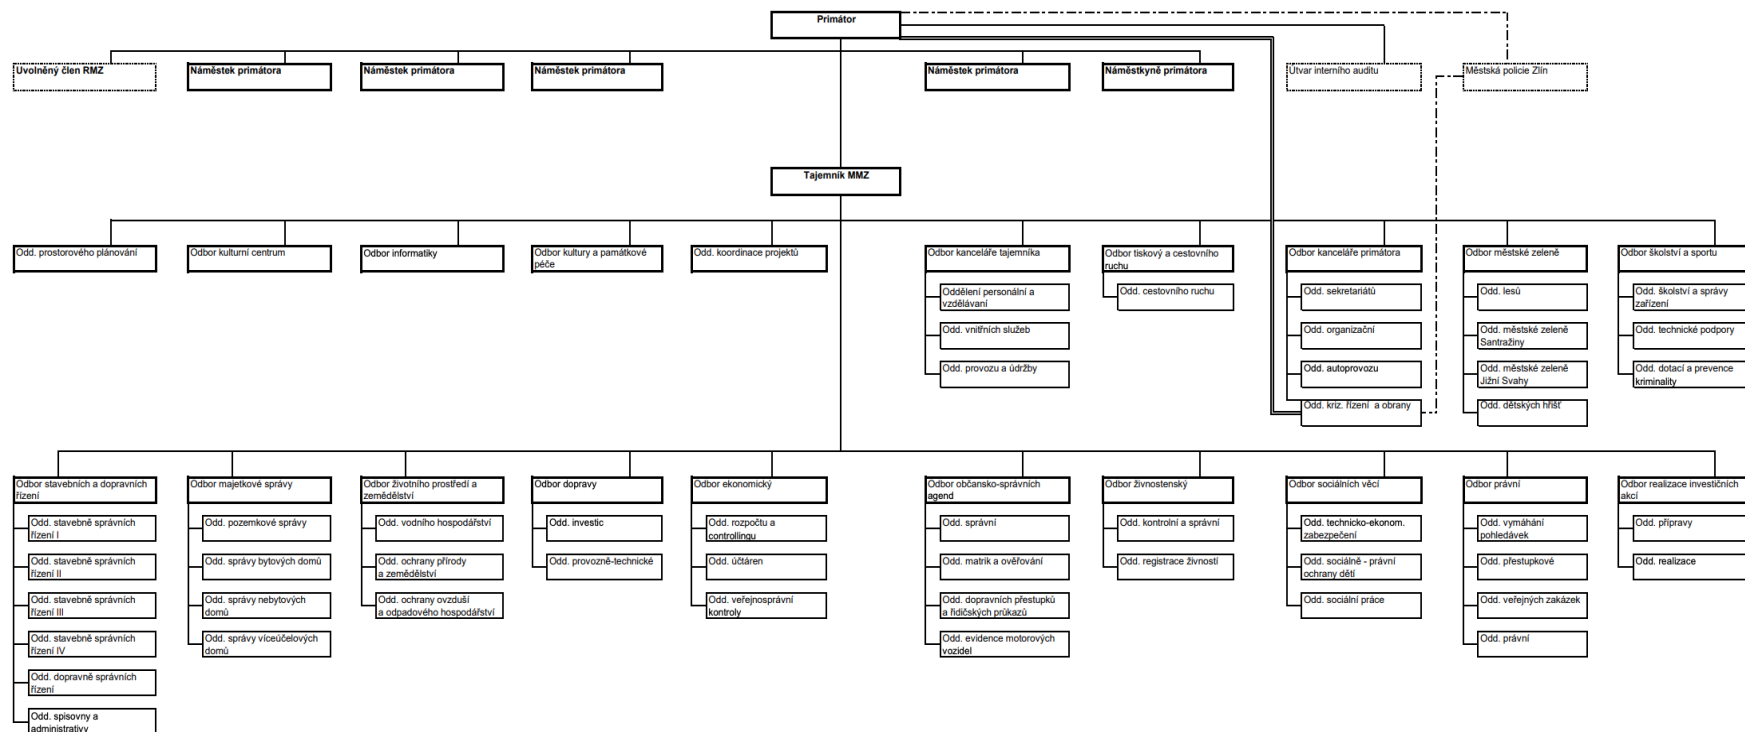 Primátor
Uvolněný člen RMZ
Náměstek primátora
Náměstek primátora
Náměstek primátora
Náměstek primátora
Náměstkyně primátora
Útvar interního auditu
Městská policie Zlín
Tajemník MMZ
Odd. prostorového plánování
Odbor kulturní centrum
Odbor informatiky
Odbor kultury a památkové
péče
Odd. koordinace projektů
Odbor kanceláře tajemníka
Oddělení personální a
vzdělávaní
Odd. vnitřních služeb
Odd. provozu a údržby
Odbor tiskový a cestovního
ruchu
Odd. cestovního ruchu
Odbor kanceláře primátora
Odd. sekretariátů
Odd. organizační
Odd. autoprovozu
Odd. kriz. řízení a obrany
Odbor městské zeleně
Odd. lesů
Odd. městské zeleně
Santražiny
Odd. městské zeleně
Jižní Svahy
Odd. dětských hřišť
Odbor školství a sportu
Odd. školství a správy
zařízení
Odd. technické podpory
Odd. dotací a prevence
kriminality
Odbor stavebních a dopravních
řízení
Odd. stavebně správních
řízení I
Odd. stavebně správních
řízení II
Odd. stavebně správních
řízení III
Odd. stavebně správních
řízení IV
Odd. dopravně správních
řízení
Odd. spisovny a
administrativy
Odbor majetkové správy
Odd. pozemkové správy
Odd. správy bytových domů
Odd. správy nebytových
domů
Odd. správy víceúčelových
domů
Odbor životního prostředí a
zemědělství
Odd. vodního hospodářství
Odd. ochrany přírody
a zemědělství
Odd. ochrany ovzduší
a odpadového hospodářství
Odbor dopravy
Odd. investic
Odd. provozně-technické
Odbor ekonomický
Odd. rozpočtu a
controllingu
Odd. účtáren
Odd. veřejnosprávní
kontroly
Odbor občansko-správních
agend
Odd. správní
Odd. matrik a ověřování
Odd. dopravních přestupků
a řidičských průkazů
Odd. evidence motorových
vozidel
Odbor živnostenský
Odd. kontrolní a správní
Odd. registrace živností
Odbor sociálních věcí
Odd. technicko-ekonom.
zabezpečení
Odd. sociálně - právní
ochrany dětí
Odd. sociální práce
Odbor právní
Odd. vymáhání
pohledávek
Odd. přestupkové
Odd. veřejných zakázek
Odd. právní
Odbor realizace investičních
akcí
Odd. přípravy
Odd. realizace